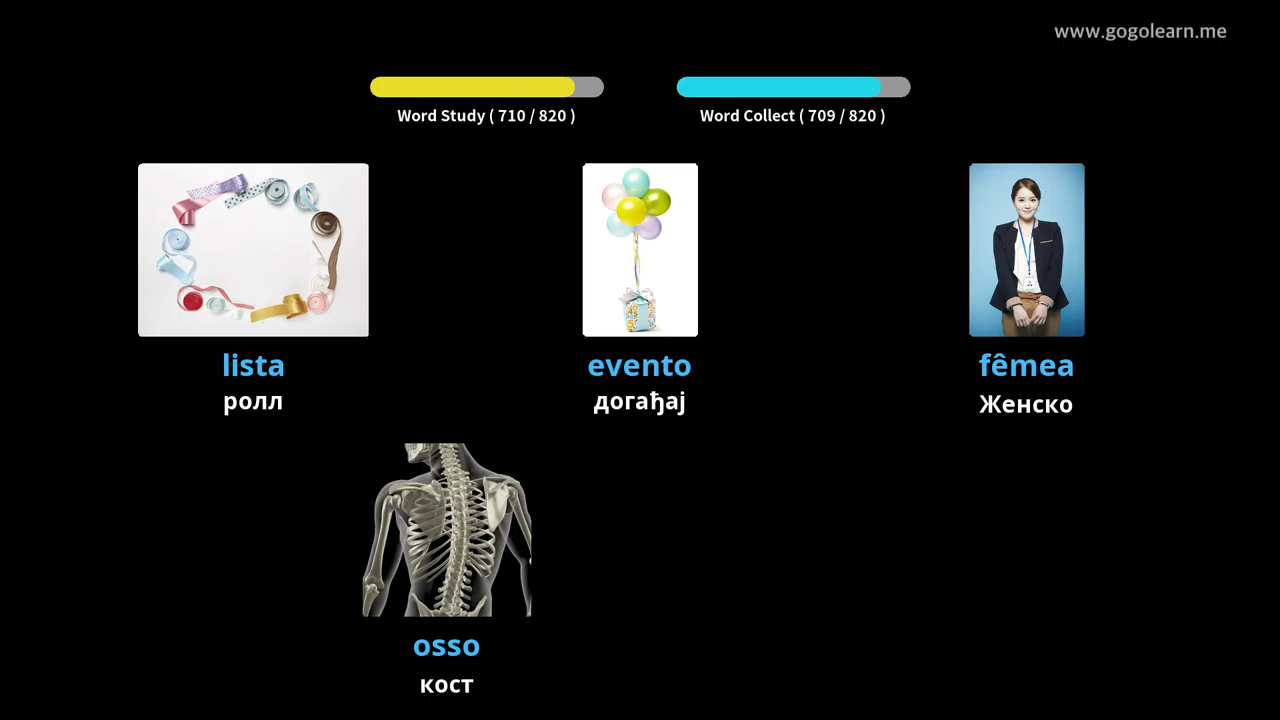 www.gogolearn.me
Word Study ( 710 / 820 )
Word Collect ( 709 / 820 )
lista
ролл
evento
догађај
fêmea
Женско
osso
кост